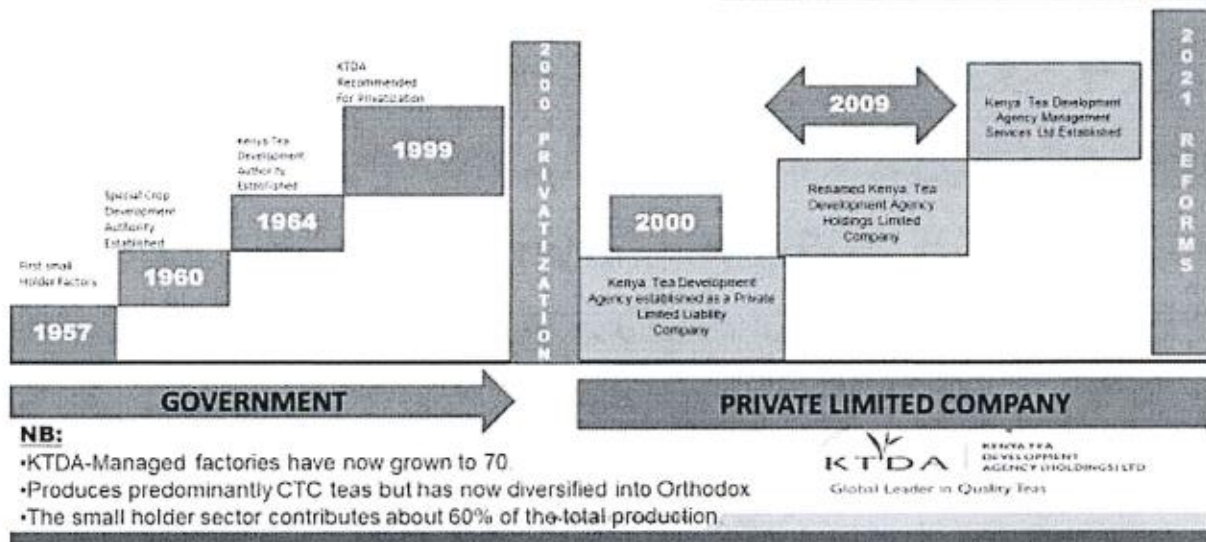 First small
Holder Factory
1957
Special Crop
Development
Authority
Established
1960
Kenya Tea
Development
Authority
Established
1964
KTDA
Recommended
For Privatization
1999
2000 PRIVATIZATION
2000
Kenya Tea Development
Agency established as a Private
Limited Liability
Company
2009
Renamed Kenya Tea
Development Agency
Holdings Limited
Company
Kenya Tea Development
Agency Management
Services Ltd Established
2021 REFORMS
GOVERNMENT
PRIVATE LIMITED COMPANY
NB:
•KTDA-Managed factories have now grown to 70.
•Produces predominantly CTC teas but has now diversified into Orthodox
•The small holder sector contributes about 60% of the total production.
KTDA
KENYA TEA
DEVELOPMENT
AGENCY (HOLDINGS) LTD
Global Leader in Quality Teas